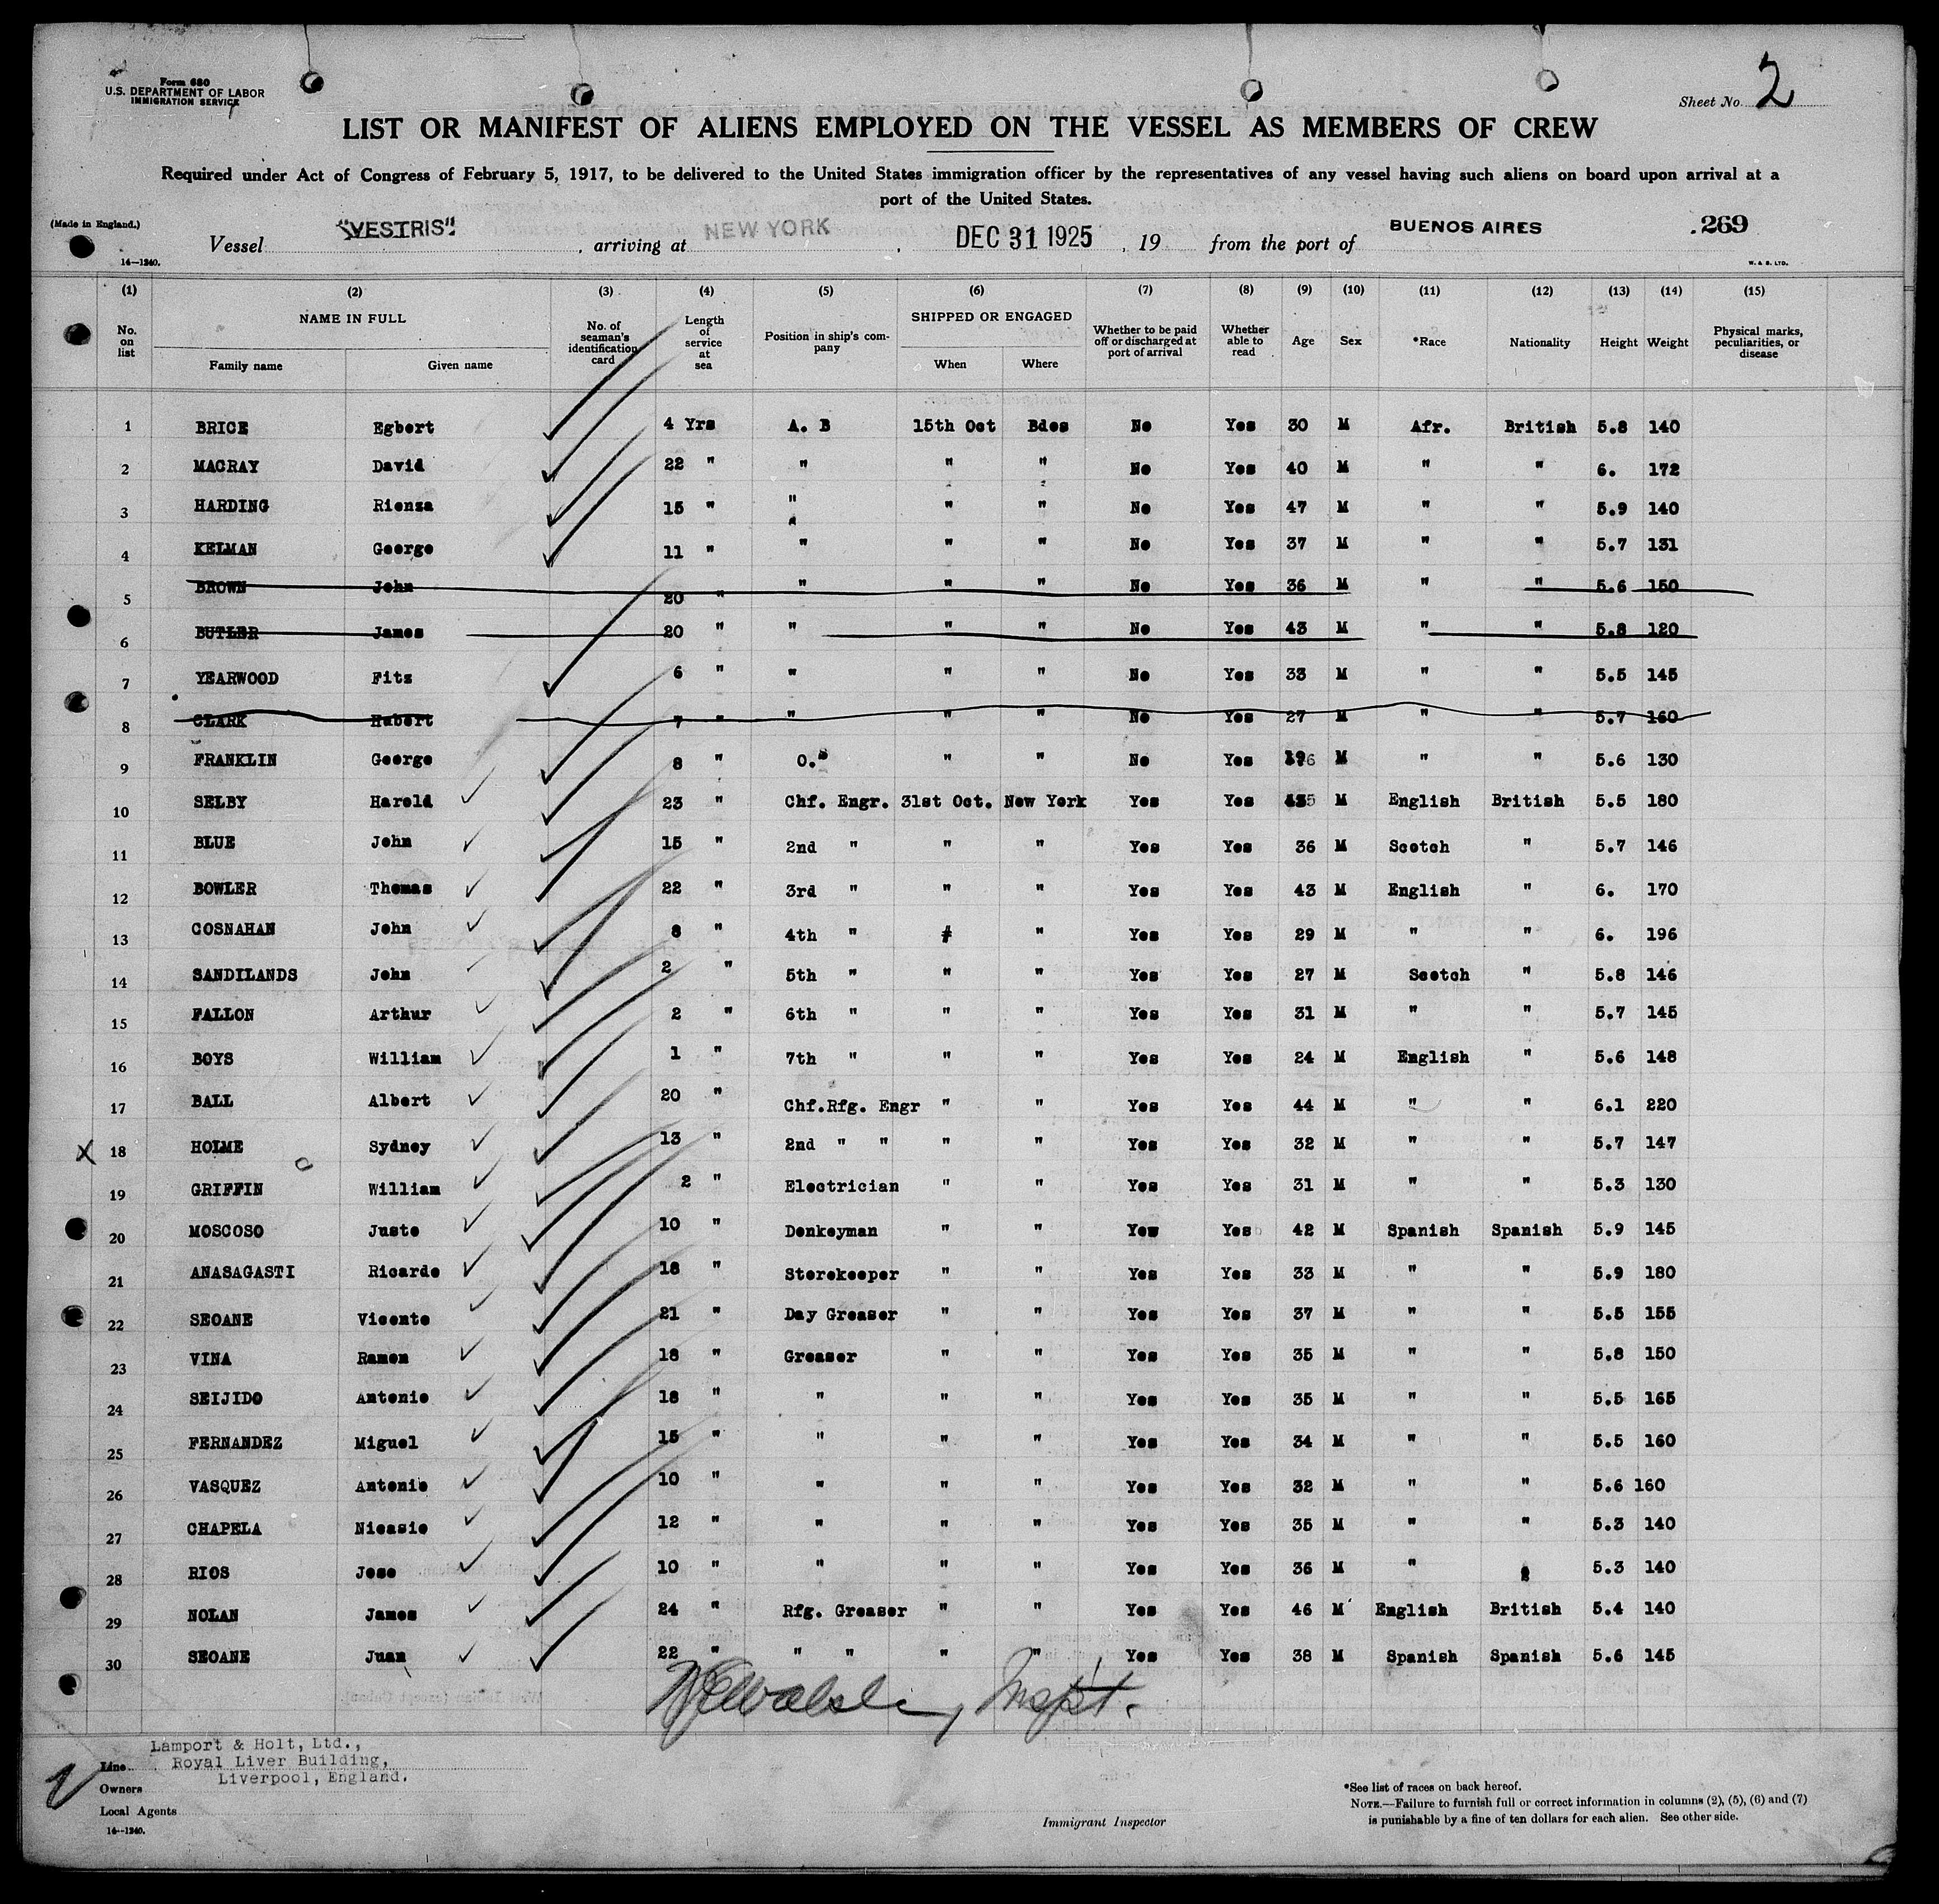 Form 680
U.S. DEPARTMENT OF LABOR
IMMIGRATION SERVICE
Sheet No. 2
LIST OR MANIFEST OF ALIENS EMPLOYED ON THE VESSEL AS MEMBERS OF CREW
Required under Act of Congress of February 5, 1917, to be delivered to the United States immigration officer by the representatives of any vessel having such aliens on board upon arrival at a
port of the United States.
(Made in England.)
Vessel "VESTRIS", arriving at NEW YORK, DEC 31 1925, 19 from the port of BUENOS AIRES .269
14—1240. W. & S. LTD.
(1) (2) (3) (4) (5) (6) (7) (8) (9) (10) (11) (12) (13) (14) (15)
No. on list NAME IN FULL Family name Given name No. of seaman's identification card Length of service at sea Position in ship's company SHIPPED OR ENGAGED When Where Whether to be paid off or discharged at port of arrival Whether able to read Age Sex *Race Nationality Height Weight Physical marks, peculiarities, or disease
1 BRICE Egbert 4 Yrs A. B 15th Oct Bdos No Yes 30 M Afr. British 5.8 140
2 MACRAY David 22 " " " " No Yes 40 M " " 6. 172
3 HARDING Rienza 15 " " " " No Yes 47 M " " 5.9 140
4 KELMAN George 11 " " " " No Yes 37 M " " 5.7 131
5 BROWN John 20 " " " " No Yes 36 M " " 5.6 150
6 BUTLER James 20 " " " " No Yes 43 M " " 5.8 120
7 YEARWOOD Fitz 6 " " " " No Yes 33 M " " 5.5 145
8 CLARK Hubert 7 " " " " No Yes 27 M " " 5.7 160
9 FRANKLIN George 8 " O. " " No Yes M " " 5.6 130
10 SELBY Harold 23 " Chf. Engr. 31st Oct. New York Yes Yes M English British 5.5 180
11 BLUE John 15 " 2nd " " " Yes Yes 36 M Scotch " 5.7 146
12 BOWLER Thomas 22 " 3rd " " " Yes Yes 43 M English " 6. 170
13 COSNAHAN John 8 " 4th " " " Yes Yes 29 M " " 6. 196
14 SANDILANDS John 2 " 5th " " " Yes Yes 27 M Scotch " 5.8 146
15 FALLON Arthur 2 " 6th " " " Yes Yes 31 M " " 5.7 145
16 BOYS William 1 " 7th " " " Yes Yes 24 M English " 5.6 148
17 BALL Albert 20 " Chf.Rfg. Engr " " Yes Yes 44 M " " 6.1 220
X 18 HOLME Sydney 13 " 2nd " " " " Yes Yes 32 M " " 5.7 147
19 GRIFFIN William 2 " Electrician " " Yes Yes 31 M " " 5.3 130
20 MOSCOSO Juste 10 " Donkeyman " " Yes Yes 42 M Spanish Spanish 5.9 145
21 ANASAGASTI Ricardo 18 " Storekeeper " " Yes Yes 33 M " " 5.9 180
22 SEOANE Vicente 21 " Day Greaser " " Yes Yes 37 M " " 5.5 155
23 VINA Ramon 18 " Greaser " " Yes Yes 35 M " " 5.8 150
24 SEIJIDO Antonio 18 " " " " Yes Yes 35 M " " 5.5 165
25 FERNANDEZ Miguel 15 " " " " Yes Yes 34 M " " 5.5 160
26 VASQUEZ Antonio 10 " " " " Yes Yes 32 M " " 5.6 160
27 CHAPELA Nicasio 12 " " " " Yes Yes 35 M " " 5.3 140
28 RIOS Jose 10 " " " " Yes Yes 36 M " " 5.3 140
29 NOLAN James 24 " Rfg. Greaser " " Yes Yes 46 M English British 5.4 140
30 SEOANE Juan 22 " " " " " Yes Yes 38 M Spanish Spanish 5.6 145
Walsh, Inspt.
Lamport & Holt, Ltd.,
Line Royal Liver Building,
Liverpool, England.
Owners
Local Agents
14—1240.
Immigrant Inspector
*See list of races on back hereof.
NOTE.—Failure to furnish full or correct information in columns (2), (5), (6) and (7)
is punishable by a fine of ten dollars for each alien. See other side.